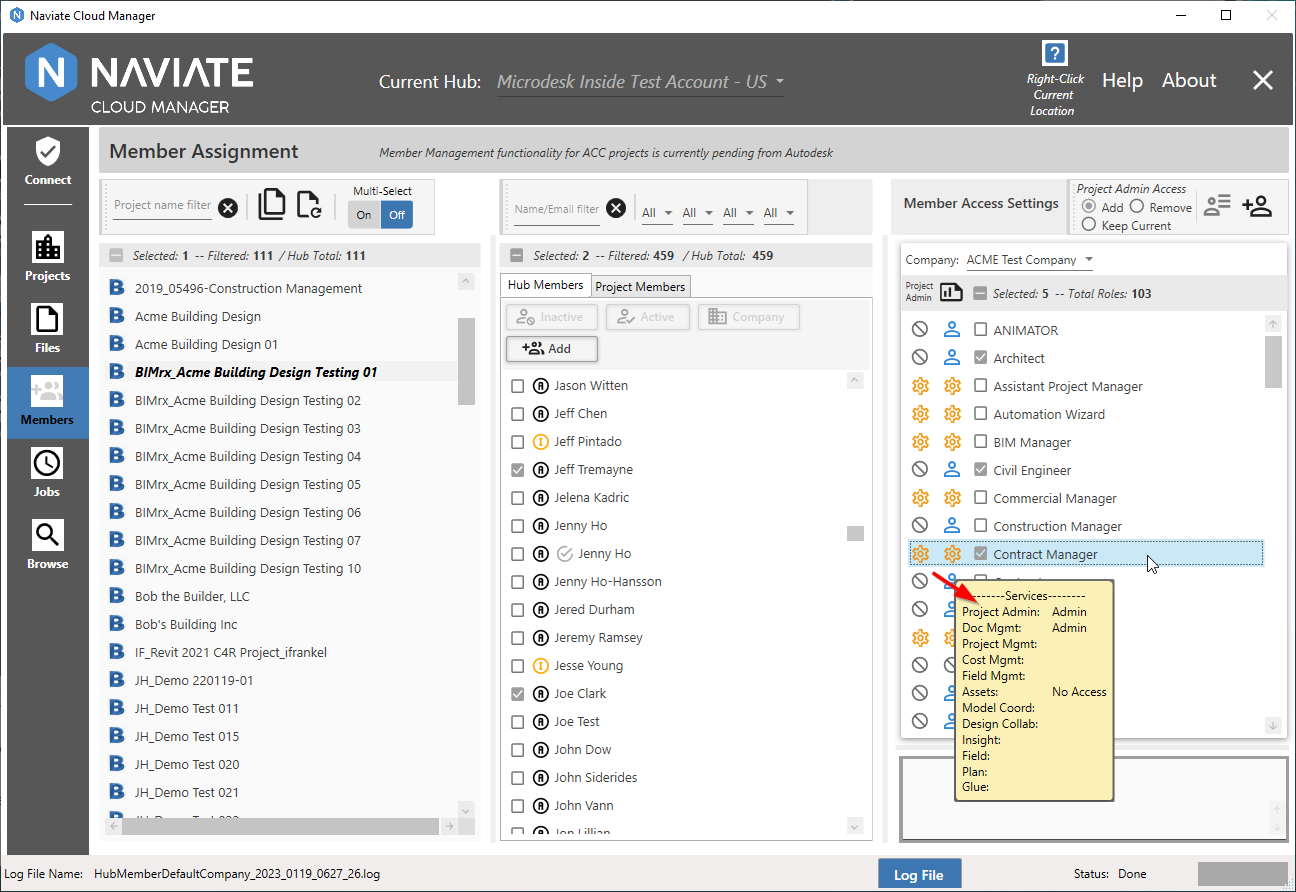 Naviate Cloud Manager
NAVIATE
CLOUD MANAGER
Current Hub: Microdesk Inside Test Account - US
Right-Click
Current
Location
Help
About
Connect
Projects
Files
Members
Jobs
Browse
Member Assignment
Member Management functionality for ACC projects is currently pending from Autodesk
Project name filter
Multi-Select
On Off
Selected: 1 -- Filtered: 111 / Hub Total: 111
2019_05496-Construction Management
Acme Building Design
Acme Building Design 01
BIMrx_Acme Building Design Testing 01
BIMrx_Acme Building Design Testing 02
BIMrx_Acme Building Design Testing 03
BIMrx_Acme Building Design Testing 04
BIMrx_Acme Building Design Testing 05
BIMrx_Acme Building Design Testing 06
BIMrx_Acme Building Design Testing 07
BIMrx_Acme Building Design Testing 10
Bob the Builder, LLC
Bob's Building Inc
IF_Revit 2021 C4R Project_ifrankel
JH_Demo 220119-01
JH_Demo Test 011
JH_Demo Test 015
JH_Demo Test 020
JH_Demo Test 021
Name/Email filter
All All All All
Selected: 2 -- Filtered: 459 / Hub Total: 459
Hub Members
Project Members
Inactive
Active
Company
Add
Jason Witten
Jeff Chen
Jeff Pintado
Jeff Tremayne
Jelena Kadric
Jenny Ho
Jenny Ho
Jenny Ho-Hansson
Jered Durham
Jeremy Ramsey
Jesse Young
Joe Clark
Joe Test
John Dow
John Siderides
John Vann
Jon Lillian
Member Access Settings
Project Admin Access
Add Remove
Keep Current
Company: ACME Test Company
Project
Admin
Selected: 5 -- Total Roles: 103
ANIMATOR
Architect
Assistant Project Manager
Automation Wizard
BIM Manager
Civil Engineer
Commercial Manager
Construction Manager
Contract Manager
--------Services--------
Project Admin: Admin
Doc Mgmt: Admin
Project Mgmt:
Cost Mgmt:
Field Mgmt:
Assets: No Access
Model Coord:
Design Collab:
Insight:
Field:
Plan:
Glue:
Log File Name: HubMemberDefaultCompany_2023_0119_0627_26.log
Log File
Status: Done